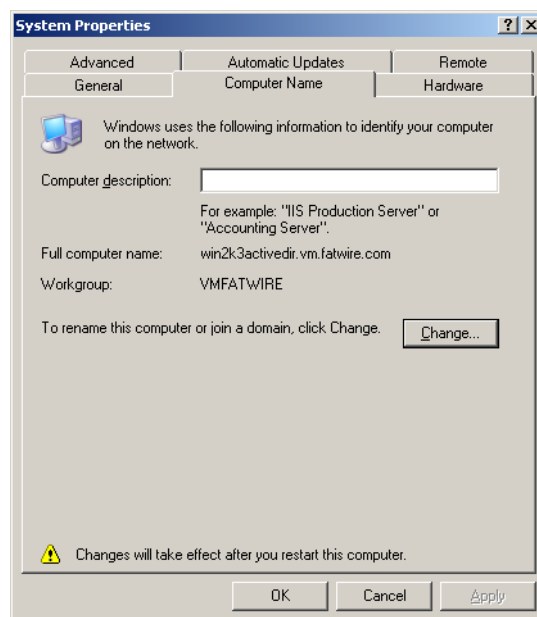 System Properties
?
Advanced
Automatic Updates
Remote
General
Computer Name
Hardware
Windows uses the following information to identify your computer
on the network.
Computer description:
For example: "IIS Production Server" or
"Accounting Server".
Full computer name:
win2k3activedir.vm.fatwire.com
Workgroup:
VMFATWIRE
To rename this computer or join a domain, click Change.
Change...
Changes will take effect after you restart this computer.
OK
Cancel
Apply